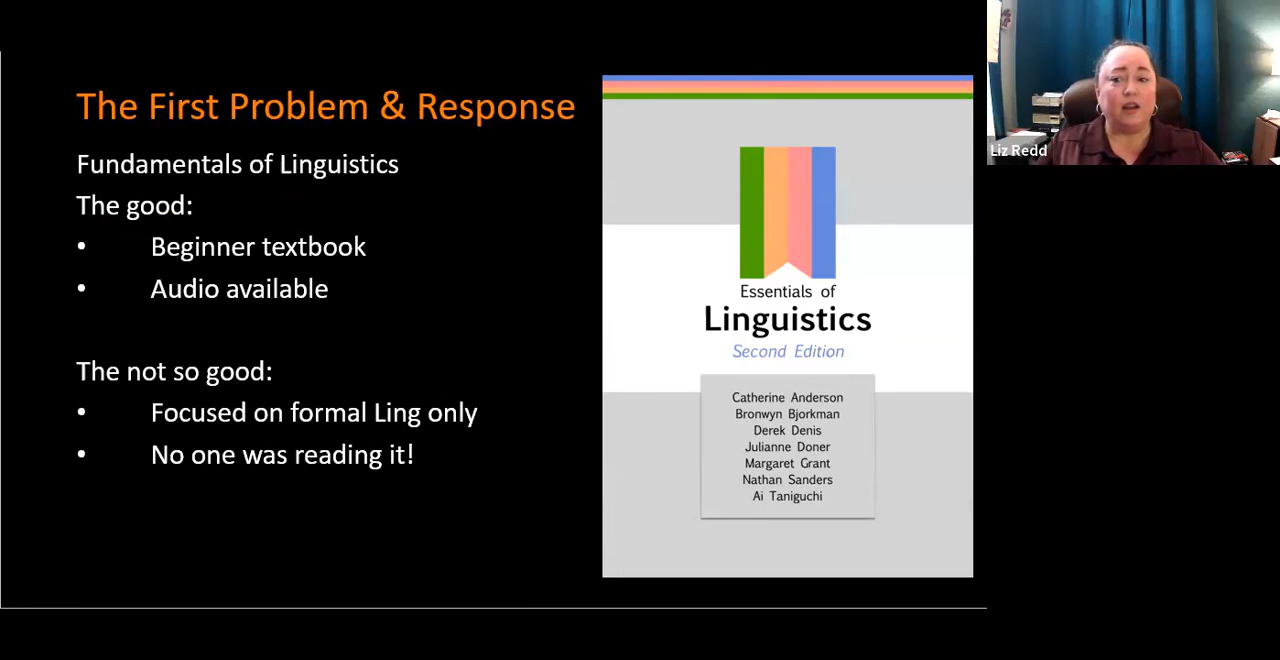 The First Problem & Response
Fundamentals of Linguistics
The good:
• Beginner textbook
• Audio available
The not so good:
• Focused on formal Ling only
• No one was reading it!
Essentials of
Linguistics
Second Edition
Catherine Anderson
Bronwyn Bjorkman
Derek Denis
Julianne Doner
Margaret Grant
Nathan Sanders
Ai Taniguchi
Liz Redd